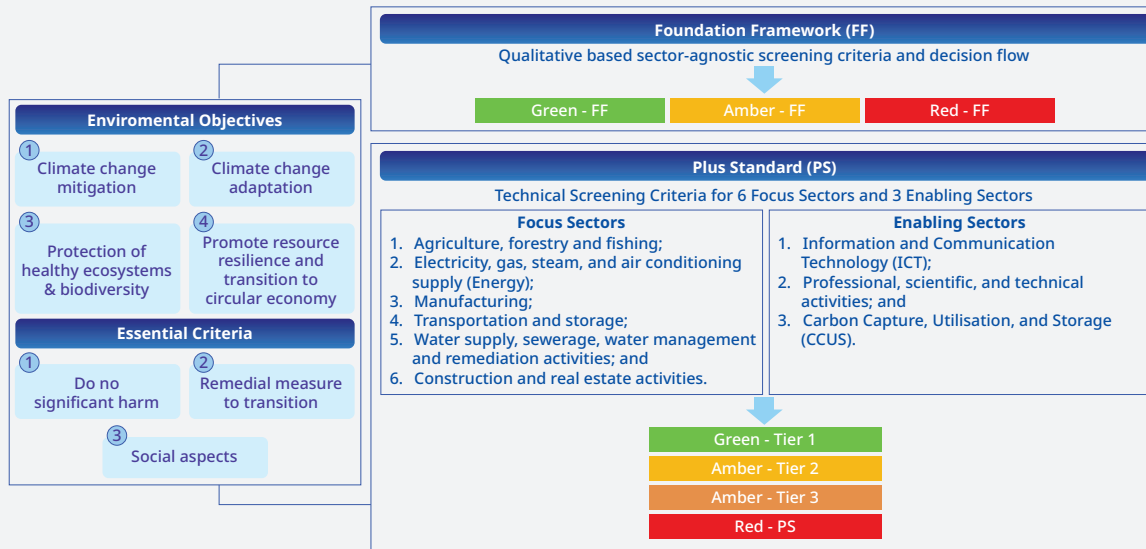 Foundation Framework (FF)
Qualitative based sector-agnostic screening criteria and decision flow
Green - FF
Amber - FF
Red - FF
Enviromental Objectives
1
Climate change
mitigation
2
Climate change
adaptation
3
Protection of
healthy ecosystems
& biodiversity
4
Promote resource
resilience and
transition to
circular economy
Essential Criteria
1
Do no
significant harm
2
Remedial measure
to transition
3
Social aspects
Plus Standard (PS)
Technical Screening Criteria for 6 Focus Sectors and 3 Enabling Sectors
Focus Sectors
1. Agriculture, forestry and fishing;
2. Electricity, gas, steam, and air conditioning
supply (Energy);
3. Manufacturing;
4. Transportation and storage;
5. Water supply, sewerage, water management
and remediation activities; and
6. Construction and real estate activities.
Enabling Sectors
1. Information and Communication
Technology (ICT);
2. Professional, scientific, and technical
activities; and
3. Carbon Capture, Utilisation, and Storage
(CCUS).
Green - Tier 1
Amber - Tier 2
Amber - Tier 3
Red - PS